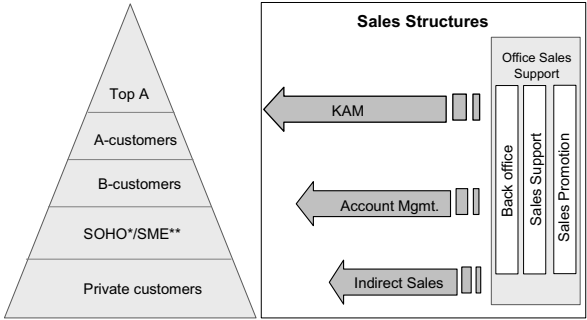 Top A
A-customers
B-customers
SOHO*/SME**
Private customers
Sales Structures
KAM
Account Mgmt.
Indirect Sales
Office Sales
Support
Back office
Sales Support
Sales Promotion